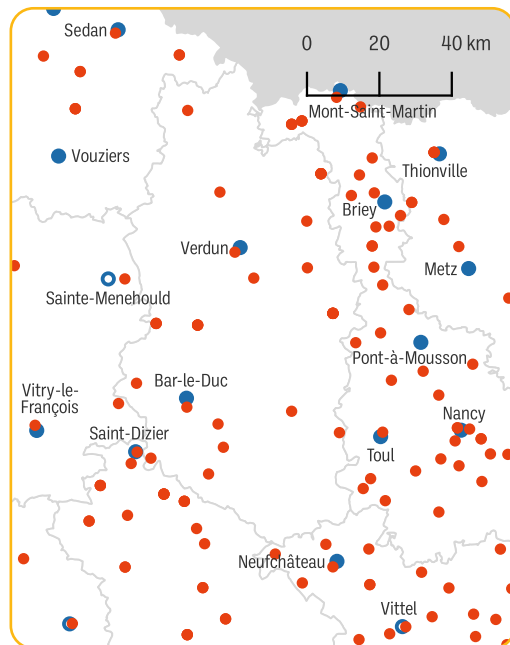 Sedan
0 20 40 km
Mont-Saint-Martin
Vouziers
Thionville
Briey
Verdun
Metz
Sainte-Menehould
Pont-à-Mousson
Bar-le-Duc
Vitry-le-
François
Nancy
Saint-Dizier
Toul
Neufchâteau
Vittel